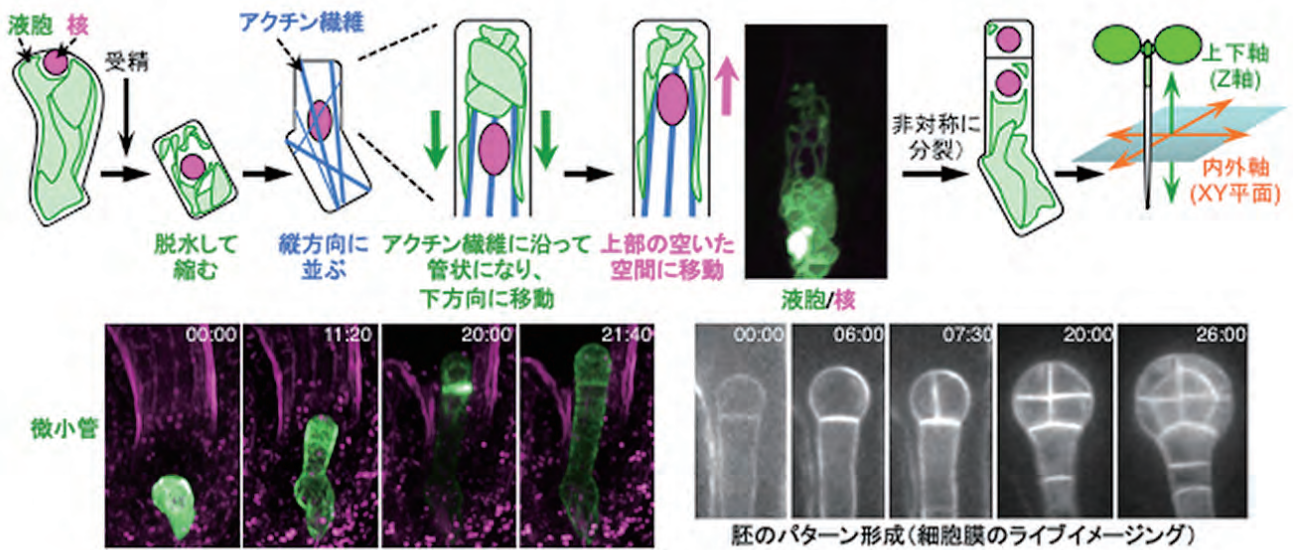 液胞 核
受精
アクチン繊維
脱水して
縮む
縦方向に
並ぶ
アクチン繊維に沿って
管状になり、
下方向に移動
上部の空いた
空間に移動
液胞/核
非対称に
分裂)
上下軸
(Z軸)
内外軸
(XY平面)
微小管
00:00
11:20
20:00
21:40
00:00
06:00
07:30
20:00
26:00
胚のパターン形成(細胞膜のライブイメージング)